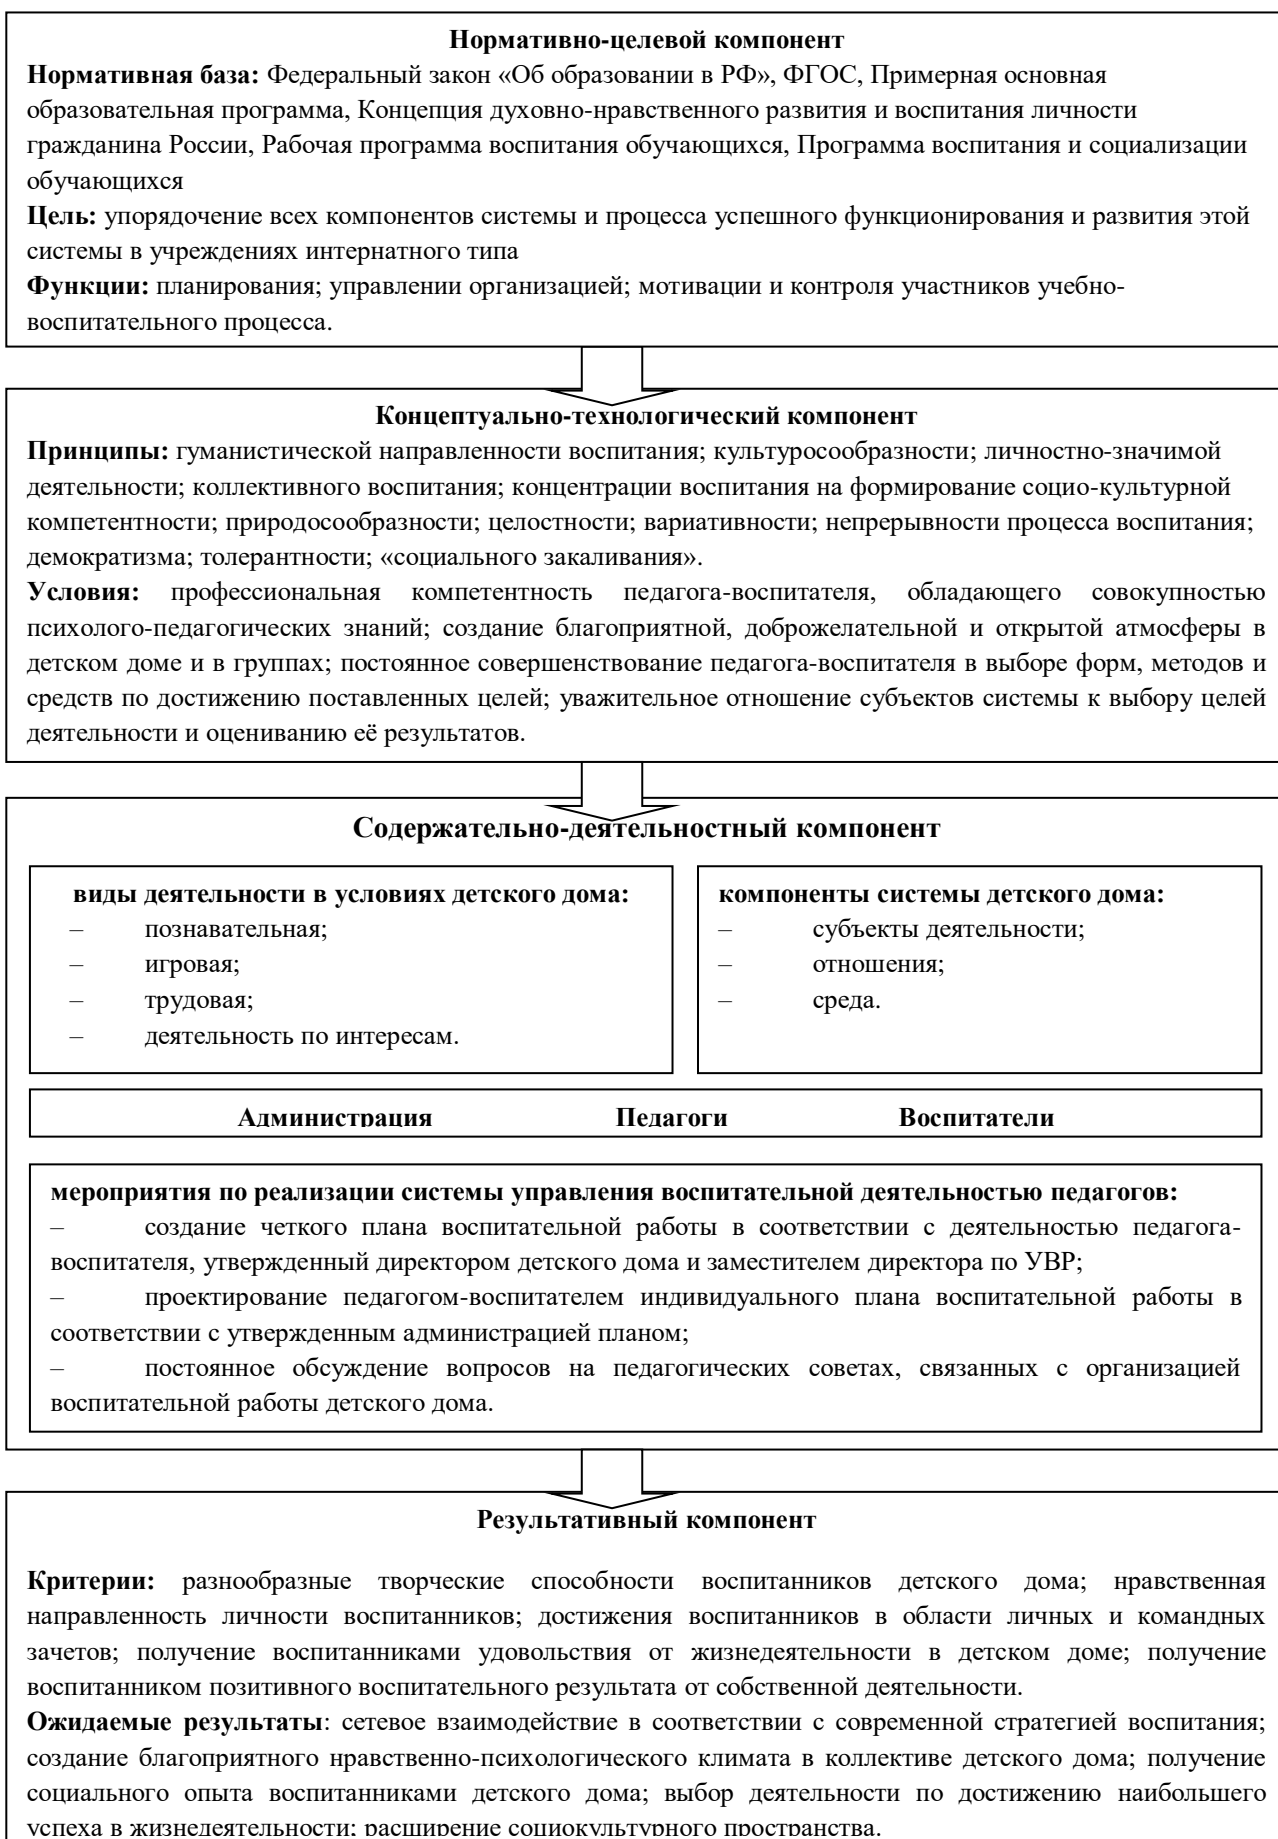 Нормативно-целевой компонент
Нормативная база: Федеральный закон «Об образовании в РФ», ФГОС, Примерная основная
образовательная программа, Концепция духовно-нравственного развития и воспитания личности
гражданина России, Рабочая программа воспитания обучающихся, Программа воспитания и социализации
обучающихся
Цель: упорядочение всех компонентов системы и процесса успешного функционирования и развития этой
системы в учреждениях интернатного типа
Функции: планирования; управлении организацией; мотивации и контроля участников учебно-
воспитательного процесса.
Концептуально-технологический компонент
Принципы: гуманистической направленности воспитания; культуросообразности; личностно-значимой
деятельности; коллективного воспитания; концентрации воспитания на формирование социо-культурной
компетентности; природосообразности; целостности; вариативности; непрерывности процесса воспитания;
демократизма; толерантности; «социального закаливания».
Условия: профессиональная компетентность педагога-воспитателя, обладающего совокупностью
психолого-педагогических знаний; создание благоприятной, доброжелательной и открытой атмосферы в
детском доме и в группах; постоянное совершенствование педагога-воспитателя в выборе форм, методов и
средств по достижению поставленных целей; уважительное отношение субъектов системы к выбору целей
деятельности и оцениванию её результатов.
Содержательно-деятельностный компонент
виды деятельности в условиях детского дома:
– познавательная;
– игровая;
– трудовая;
– деятельность по интересам.
компоненты системы детского дома:
– субъекты деятельности;
– отношения;
– среда.
Администрация Педагоги Воспитатели
мероприятия по реализации системы управления воспитательной деятельностью педагогов:
– создание четкого плана воспитательной работы в соответствии с деятельностью педагога-
воспитателя, утвержденный директором детского дома и заместителем директора по УВР;
– проектирование педагогом-воспитателем индивидуального плана воспитательной работы в
соответствии с утвержденным администрацией планом;
– постоянное обсуждение вопросов на педагогических советах, связанных с организацией
воспитательной работы детского дома.
Результативный компонент
Критерии: разнообразные творческие способности воспитанников детского дома; нравственная
направленность личности воспитанников; достижения воспитанников в области личных и командных
зачетов; получение воспитанниками удовольствия от жизнедеятельности в детском доме; получение
воспитанником позитивного воспитательного результата от собственной деятельности.
Ожидаемые результаты: сетевое взаимодействие в соответствии с современной стратегией воспитания;
создание благоприятного нравственно-психологического климата в коллективе детского дома; получение
социального опыта воспитанниками детского дома; выбор деятельности по достижению наибольшего
успеха в жизнедеятельности; расширение социокультурного пространства.